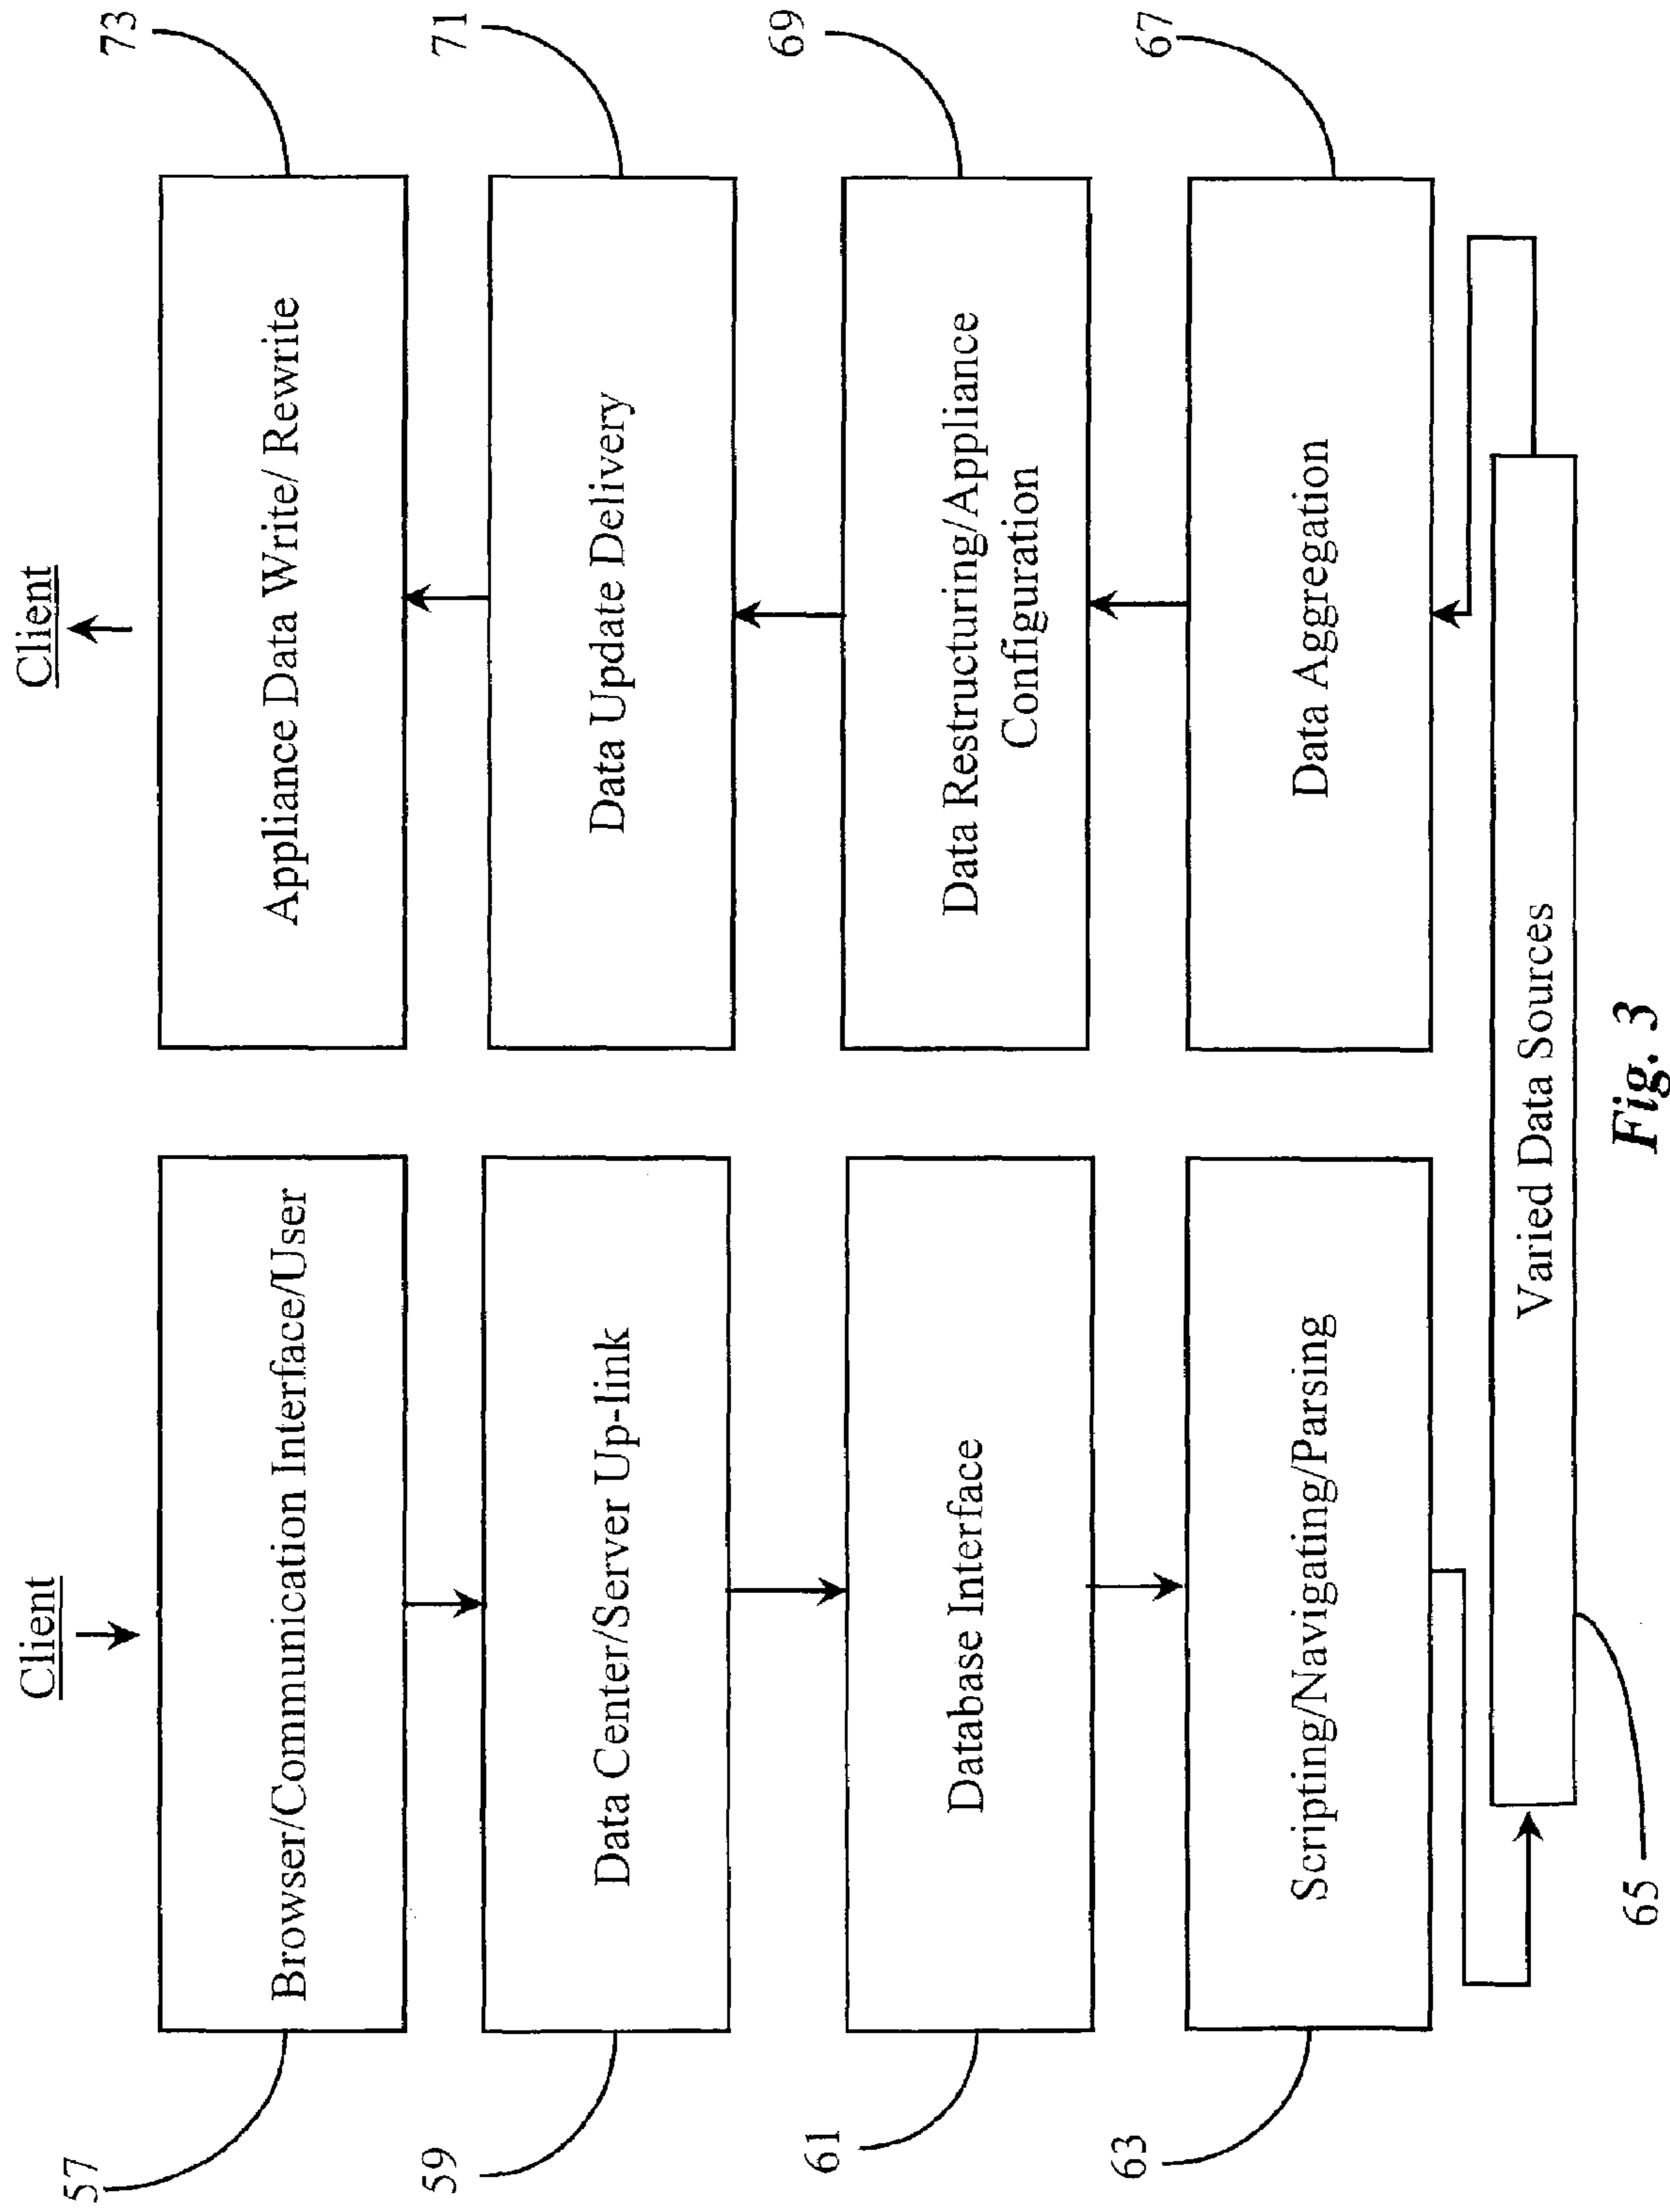 Client
Client
57
Browser/Communication Interface/User
Appliance Data Write/ Rewrite
73
59
Data Center/Server Up-link
Data Update Delivery
71
61
Database Interface
Data Restructuring/Appliance
Configuration
69
63
Scripting/Navigating/Parsing
Data Aggregation
67
65
Varied Data Sources
Fig. 3